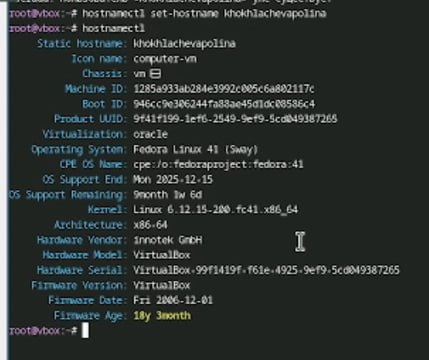 root@vbox:~# hostnamectl set-hostname khokhlachevapolina
root@vbox:~# hostnamectl
Static hostname: khokhlachevapolina
Icon name: computer-vm
Chassis: vm
Machine ID: 1285a933ab284e3992c005c6a802117c
Boot ID: 946cc9e306244fa88ae45d1dc08586c4
Product UUID: 9f41f199-1ef6-2549-9ef9-5cd049387265
Virtualization: oracle
Operating System: Fedora Linux 41 (Sway)
CPE OS Name: cpe:/o:fedoraproject:fedora:41
OS Support End: Mon 2025-12-15
OS Support Remaining: 9month 1w 6d
Kernel: Linux 6.12.15-200.fc41.x86_64
Architecture: x86-64
Hardware Vendor: innotek GmbH
Hardware Model: VirtualBox
Hardware Serial: VirtualBox-99f1419f-f61e-4925-9ef9-5cd049387265
Firmware Version: VirtualBox
Firmware Date: Fri 2006-12-01
Firmware Age: 18y 3month
root@vbox:~#